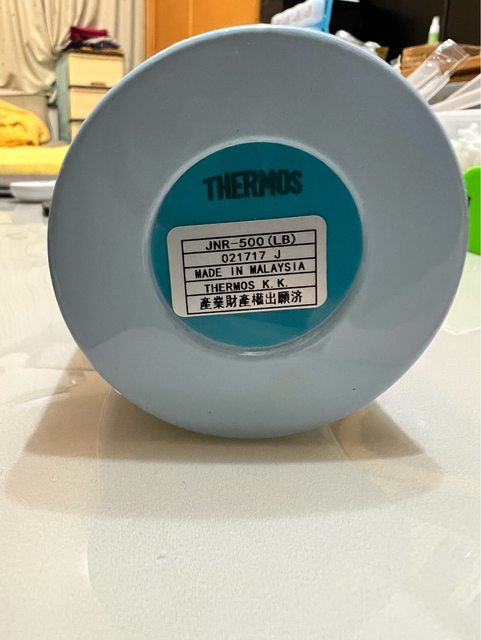 THERMOS
JNR-500(LB)
021717 J
MADE IN MALAYSIA
THERMOS K.K.
産業財産権出願済